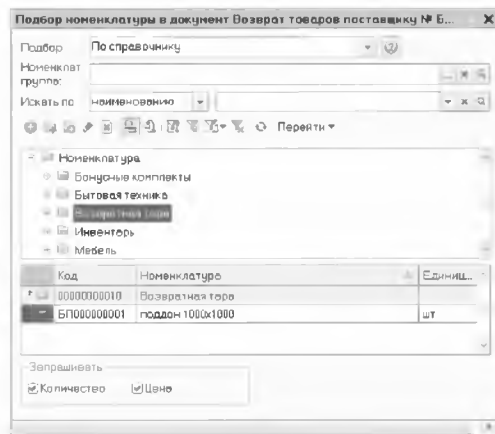 Подбор номенклатуры в документ Возврат товаров поставщику № Б...
Подбор По справочнику
Номенклат группа:
Искать по наименованию
Перейти
Номенклатура
Бонусные комплекты
Бытовая техника
Возвратная тара
Инвентарь
Мебель
Код Номенклатура Единиц...
00000000010 Возвратная тара
БП000000001 поддон 1000x1000 шт
Запрашивать
Количество Цена